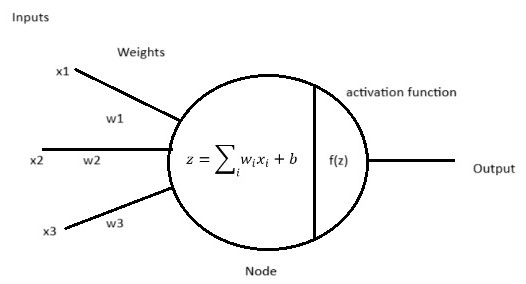 Inputs
Weights
x1
activation function
w1
z = ∑ᵢ wᵢxᵢ + b
f(z)
x2
w2
Output
w3
x3
Node